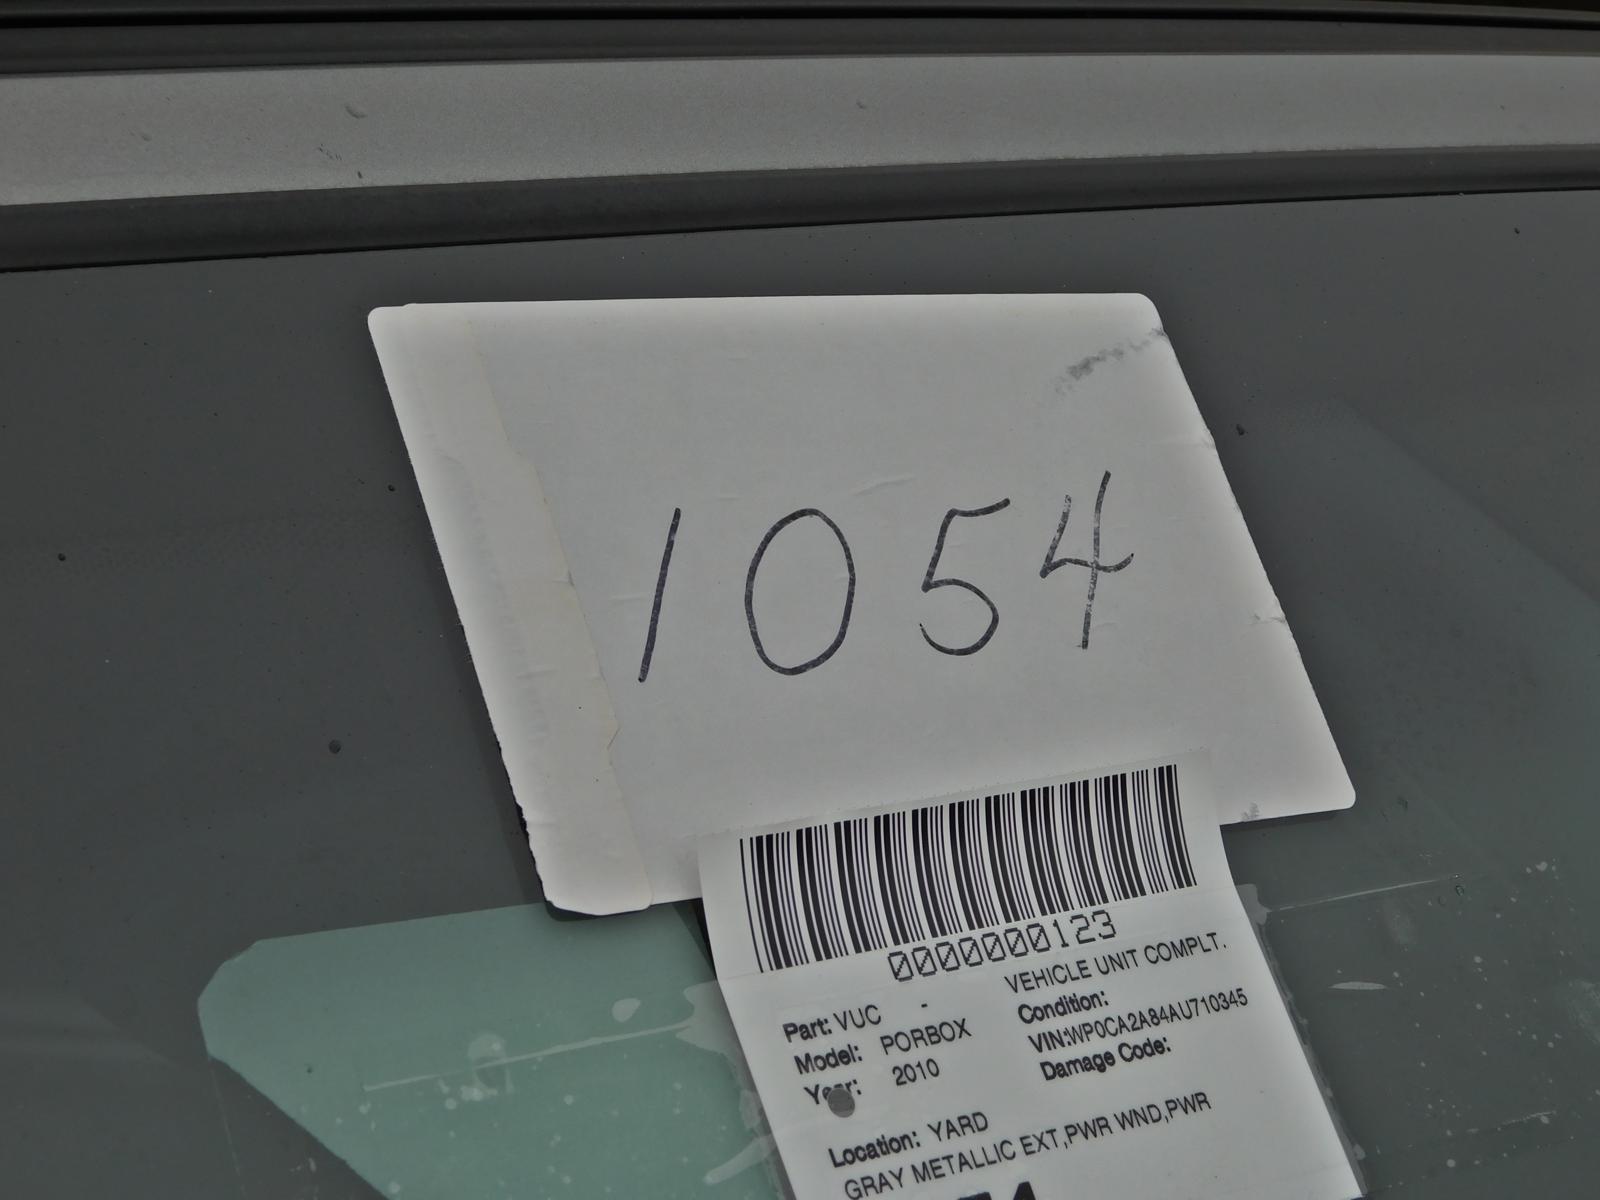 1054
0000000123
VEHICLE UNIT COMPLT.
Part: VUC -
Condition:
Model: PORBOX
VIN:WP0CA2A84AU710345
Year: 2010
Damage Code:
Location: YARD
GRAY METALLIC EXT,PWR WND,PWR